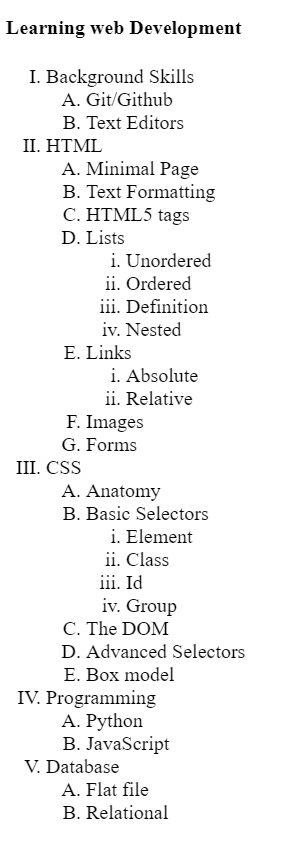 Learning web Development
I. Background Skills
A. Git/Github
B. Text Editors
II. HTML
A. Minimal Page
B. Text Formatting
C. HTML5 tags
D. Lists
i. Unordered
ii. Ordered
iii. Definition
iv. Nested
E. Links
i. Absolute
ii. Relative
F. Images
G. Forms
III. CSS
A. Anatomy
B. Basic Selectors
i. Element
ii. Class
iii. Id
iv. Group
C. The DOM
D. Advanced Selectors
E. Box model
IV. Programming
A. Python
B. JavaScript
V. Database
A. Flat file
B. Relational